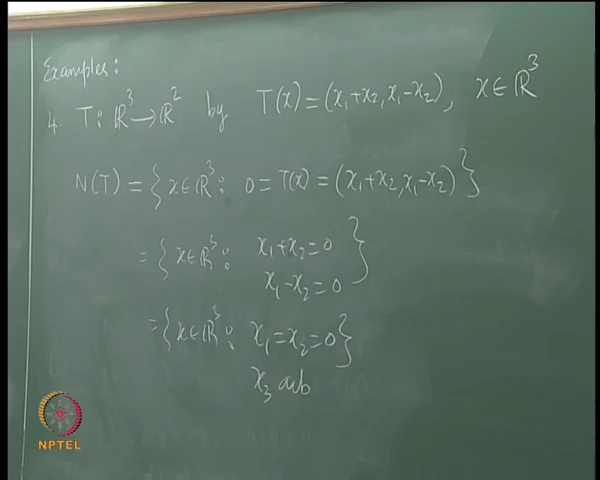 Examples:
4. T: ℝ³ → ℝ² by T(x) = (x₁+x₂, x₁-x₂), x ∈ ℝ³
N(T) = { x ∈ ℝ³ : 0 = T(x) = (x₁+x₂, x₁-x₂) }
= { x ∈ ℝ³ : x₁+x₂ = 0
x₁-x₂ = 0 }
= { x ∈ ℝ³ : x₁ = x₂ = 0 }
x₃ arb
NPTEL